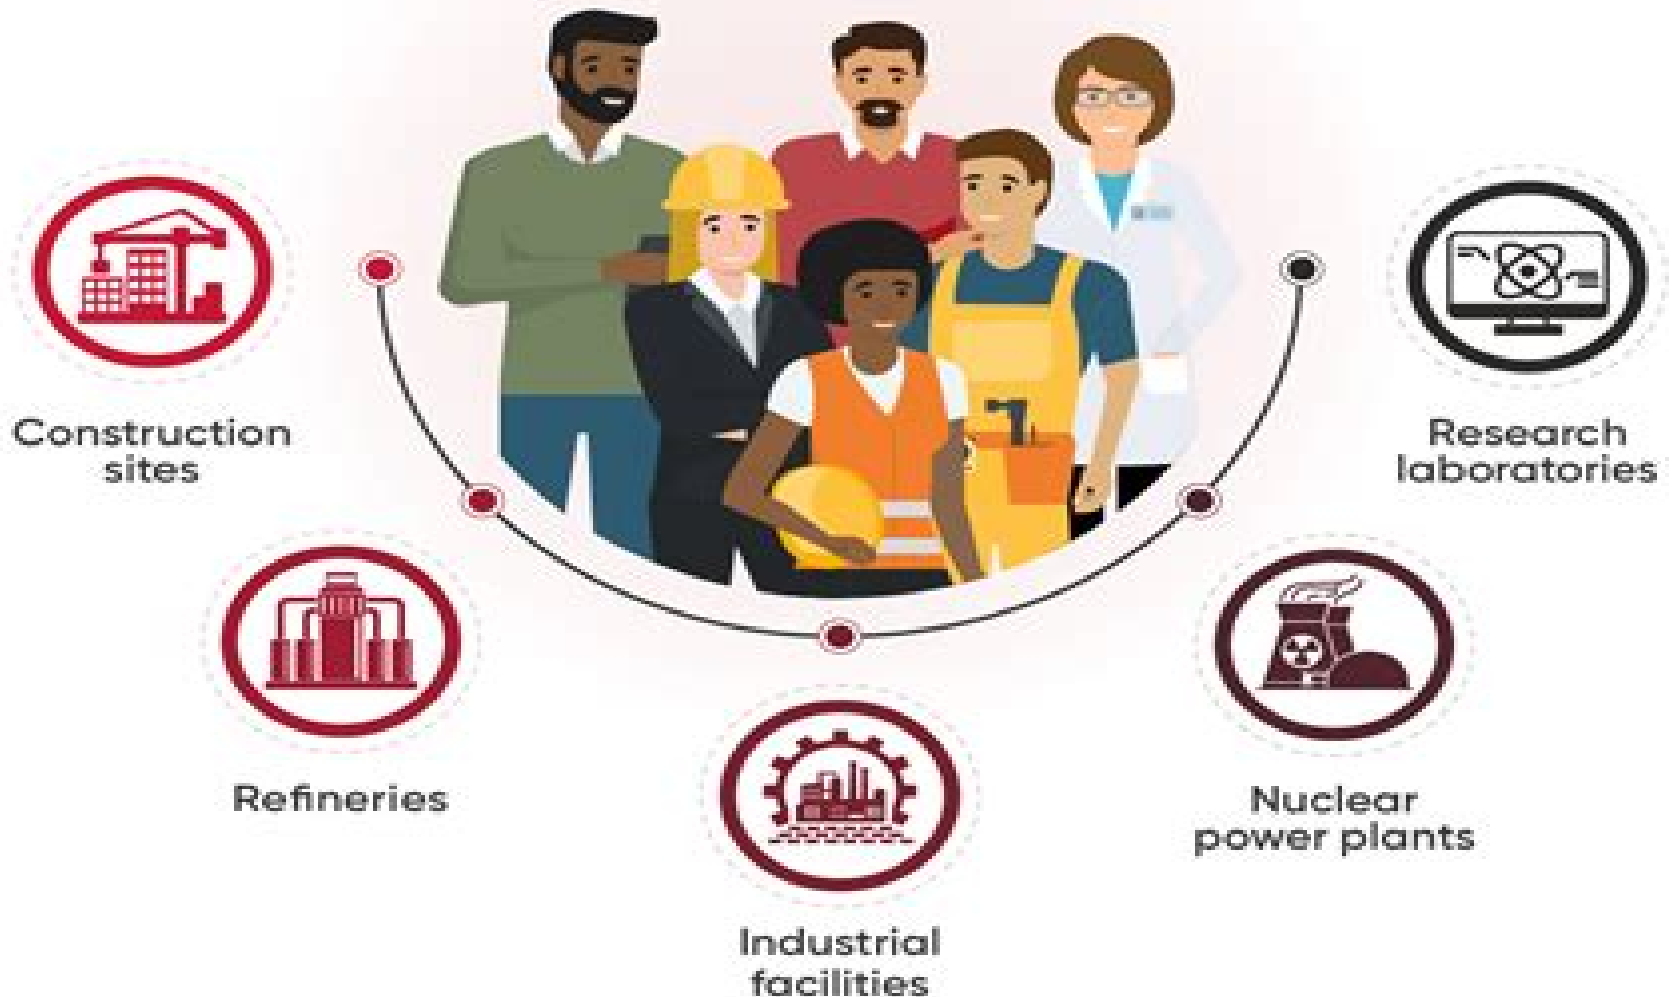 Construction
sites
Refineries
Industrial
facilities
Nuclear
power plants
Research
laboratories